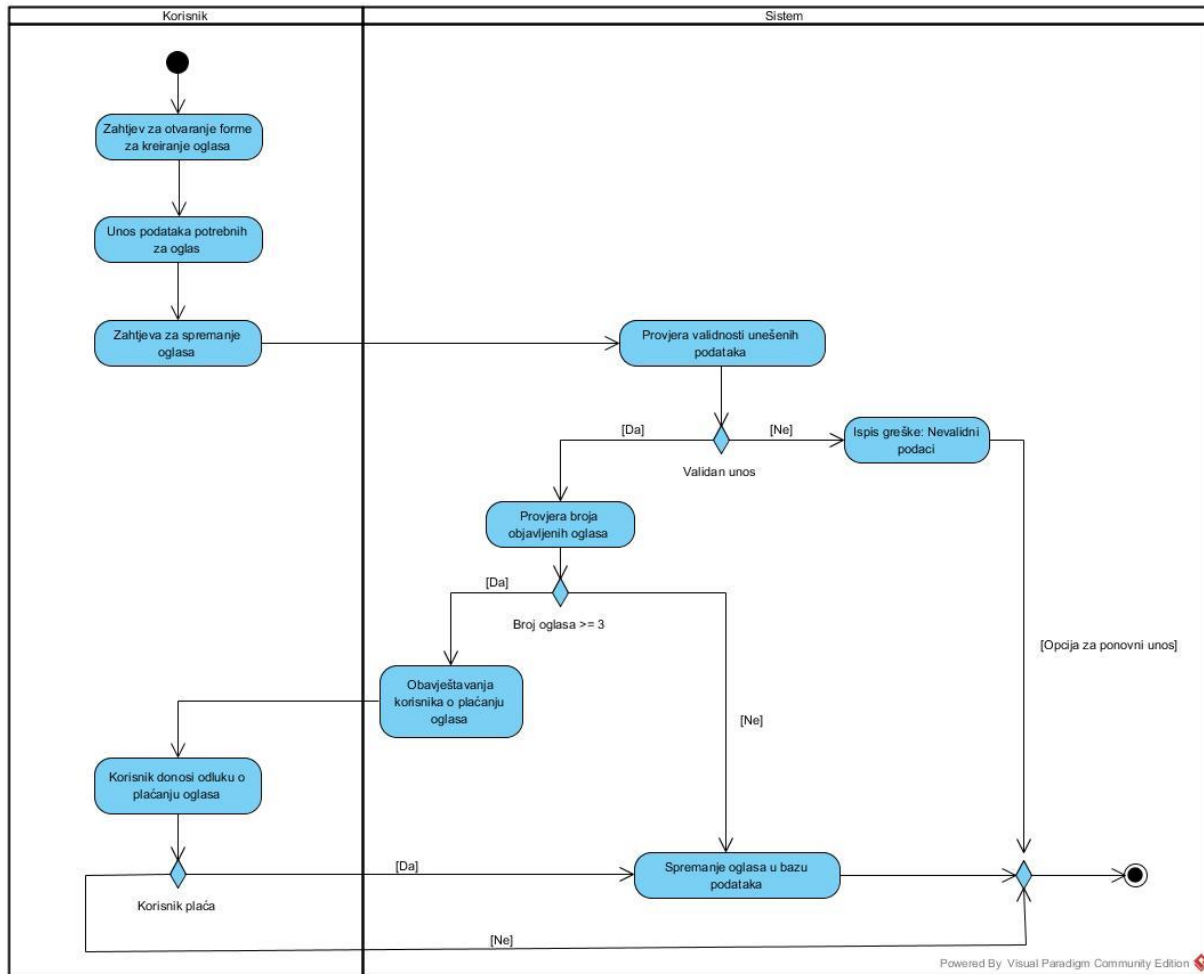 Korisnik
Sistem
Zahtjev za otvaranje forme
za kreiranje oglasa
Unos podataka potrebnih
za oglas
Zahtjeva za spremanje
oglasa
Provjera validnosti unešenih
podataka
[Da]
[Ne]
Ispis greške: Nevalidni
podaci
Validan unos
Provjera broja
objavljenih oglasa
[Da]
Broj oglasa >= 3
[Opcija za ponovni unos]
Obavještavanja
korisnika o plaćanju
oglasa
[Ne]
Korisnik donosi odluku o
plaćanju oglasa
[Da]
Spremanje oglasa u bazu
podataka
Korisnik plaća
[Ne]
Powered By Visual Paradigm Community Edition